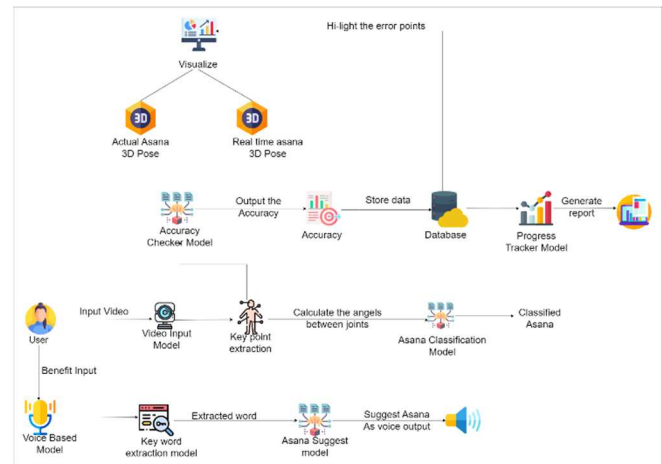 Hi-light the error points
Visualize
3D
3D
Actual Asana
3D Pose
Real time asana
3D Pose
Output the
Accuracy
Store data
Generate
report
Accuracy
Checker Model
Accuracy
Database
Progress
Tracker Model
Input Video
Calculate the angels
between joints
Classified
Asana
User
Video Input
Model
Key point
extraction
Asana Classification
Model
Benefit Input
Extracted word
Suggest Asana
As voice output
Voice Based
Model
Key word
extraction model
Asana Suggest
model